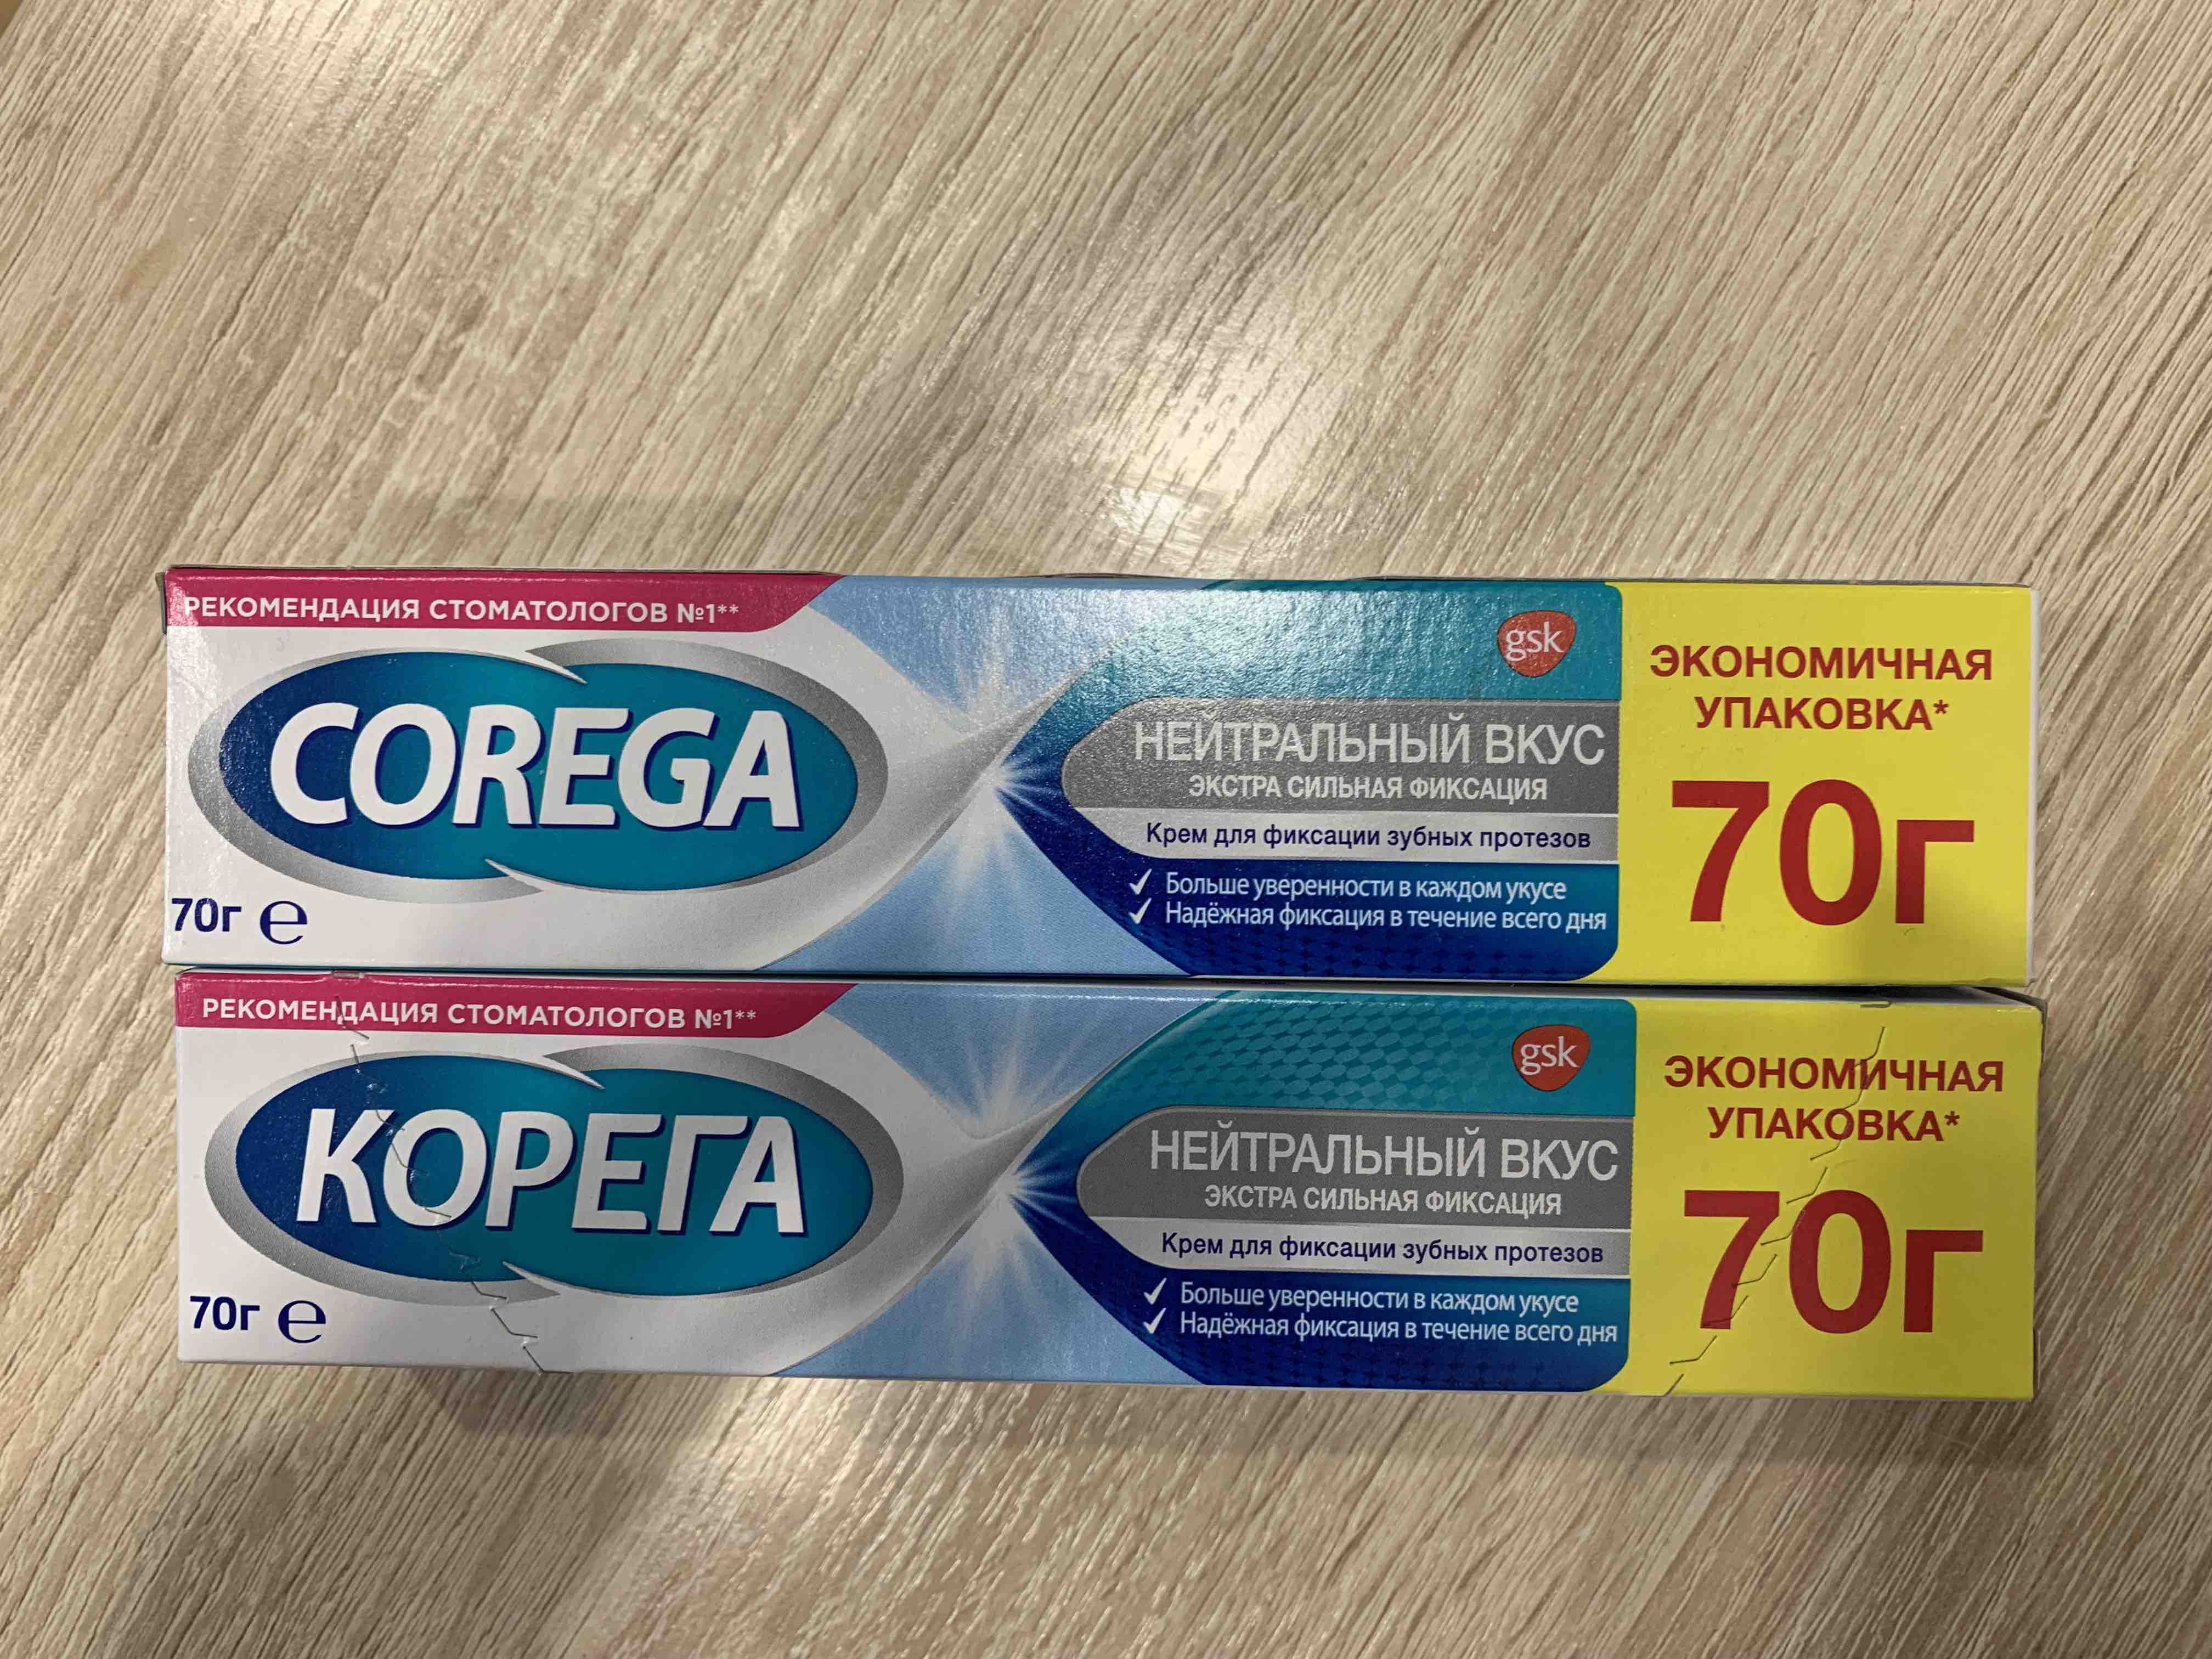 РЕКОМЕНДАЦИЯ СТОМАТОЛОГОВ №1**
COREGA
70г e
gsk
НЕЙТРАЛЬНЫЙ ВКУС
ЭКСТРА СИЛЬНАЯ ФИКСАЦИЯ
Крем для фиксации зубных протезов
✓ Больше уверенности в каждом укусе
✓ Надёжная фиксация в течение всего дня
ЭКОНОМИЧНАЯ
УПАКОВКА*
70г
РЕКОМЕНДАЦИЯ СТОМАТОЛОГОВ №1**
КОРЕГА
70г e
gsk
НЕЙТРАЛЬНЫЙ ВКУС
ЭКСТРА СИЛЬНАЯ ФИКСАЦИЯ
Крем для фиксации зубных протезов
✓ Больше уверенности в каждом укусе
✓ Надёжная фиксация в течение всего дня
ЭКОНОМИЧНАЯ
УПАКОВКА*
70г